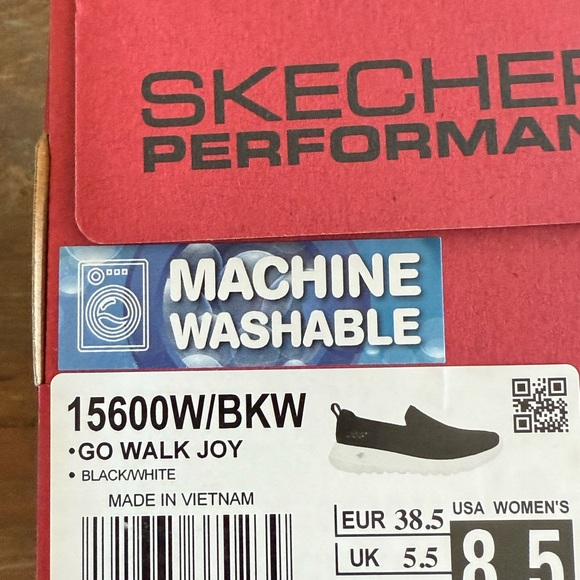 SKECHER
PERFORMAN
MACHINE
WASHABLE
15600W/BKW
•GO WALK JOY
• BLACK/WHITE
MADE IN VIETNAM
EUR 38.5
UK 5.5
USA WOMEN'S
8.5